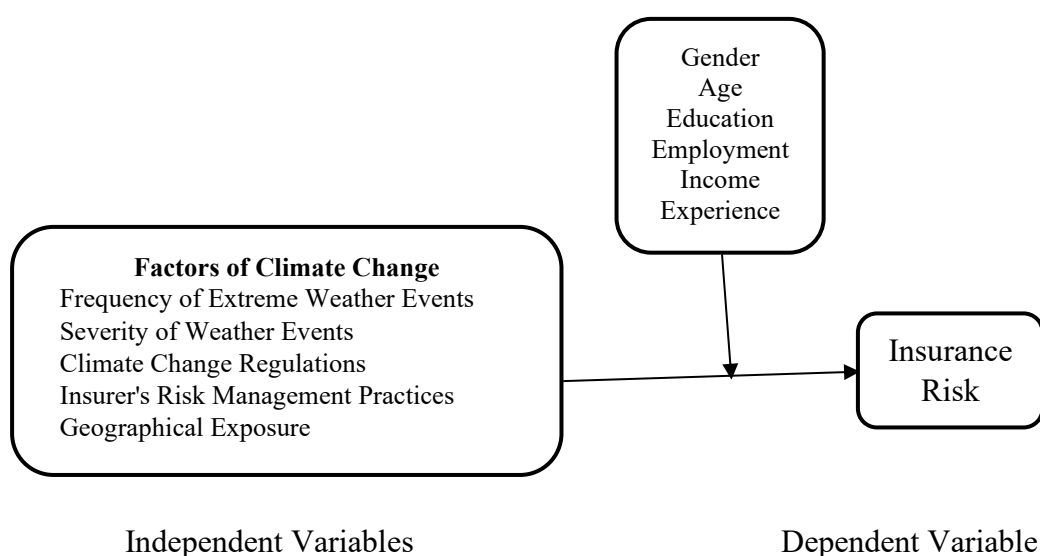 Gender
Age
Education
Employment
Income
Experience
Factors of Climate Change
Frequency of Extreme Weather Events
Severity of Weather Events
Climate Change Regulations
Insurer's Risk Management Practices
Geographical Exposure
Insurance
Risk
Independent Variables
Dependent Variable